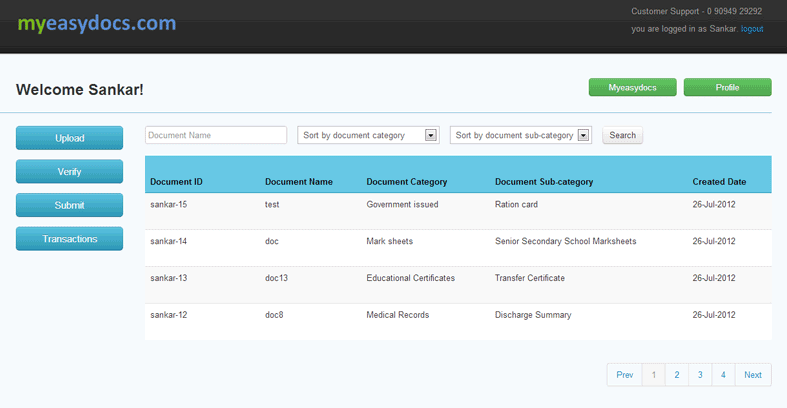 Customer Support - 0 90949 29292
myeasydocs.com
you are logged in as Sankar. logout
Welcome Sankar!
Myeasydocs Profile
Upload
Verify
Submit
Transactions
Document Name Sort by document category Sort by document sub-category Search
Document ID Document Name Document Category Document Sub-category Created Date
sankar-15 test Government issued Ration card 26-Jul-2012
sankar-14 doc Mark sheets Senior Secondary School Marksheets 26-Jul-2012
sankar-13 doc13 Educational Certificates Transfer Certificate 26-Jul-2012
sankar-12 doc8 Medical Records Discharge Summary 26-Jul-2012
Prev 1 2 3 4 Next